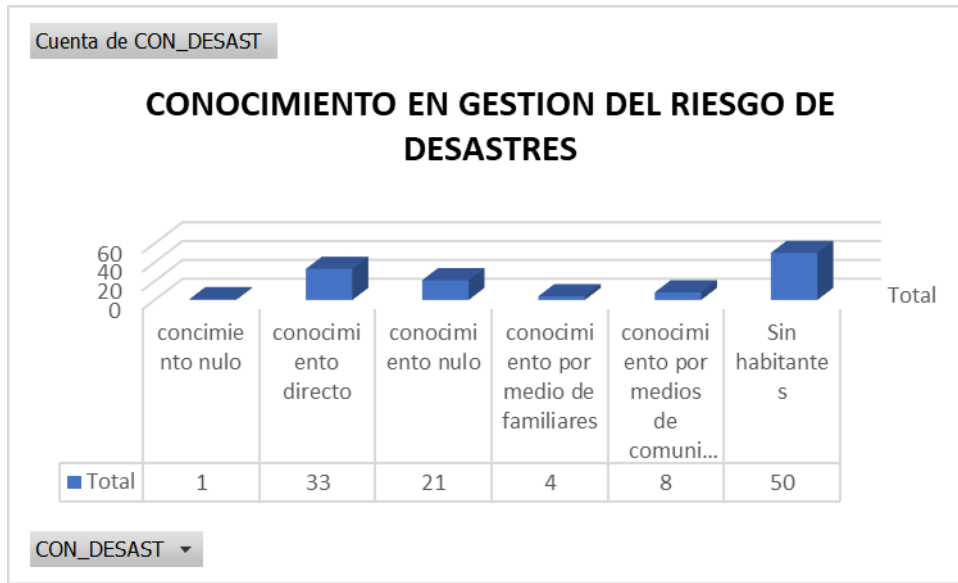 Cuenta de CON_DESAST
CONOCIMIENTO EN GESTION DEL RIESGO DE
DESASTRES
60
40
20
0
Total
concimie
nto nulo
conocimi
ento
directo
conocimi
ento nulo
conocimi
ento por
medio de
familiares
conocimi
ento por
medios
de
comuni...
Sin
habitante
s
Total 1 33 21 4 8 50
CON_DESAST